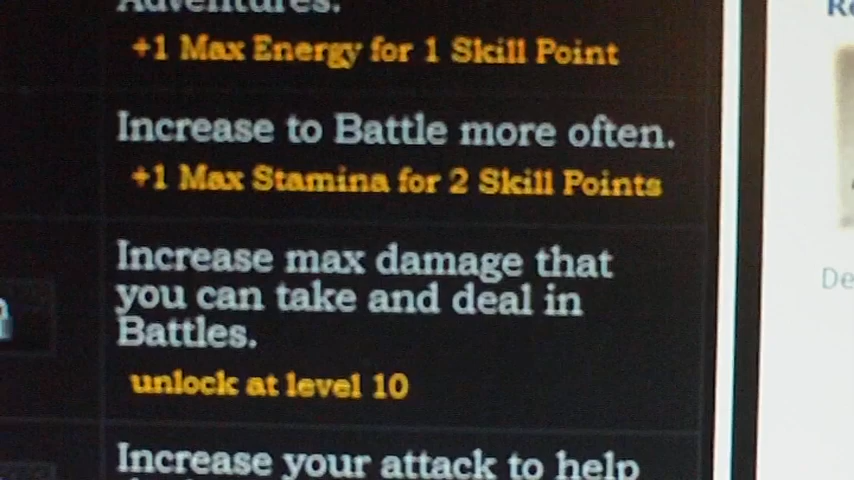 Adventures.
+1 Max Energy for 1 Skill Point
Increase to Battle more often.
+1 Max Stamina for 2 Skill Points
Increase max damage that
you can take and deal in
Battles.
unlock at level 10
Increase your attack to help
De